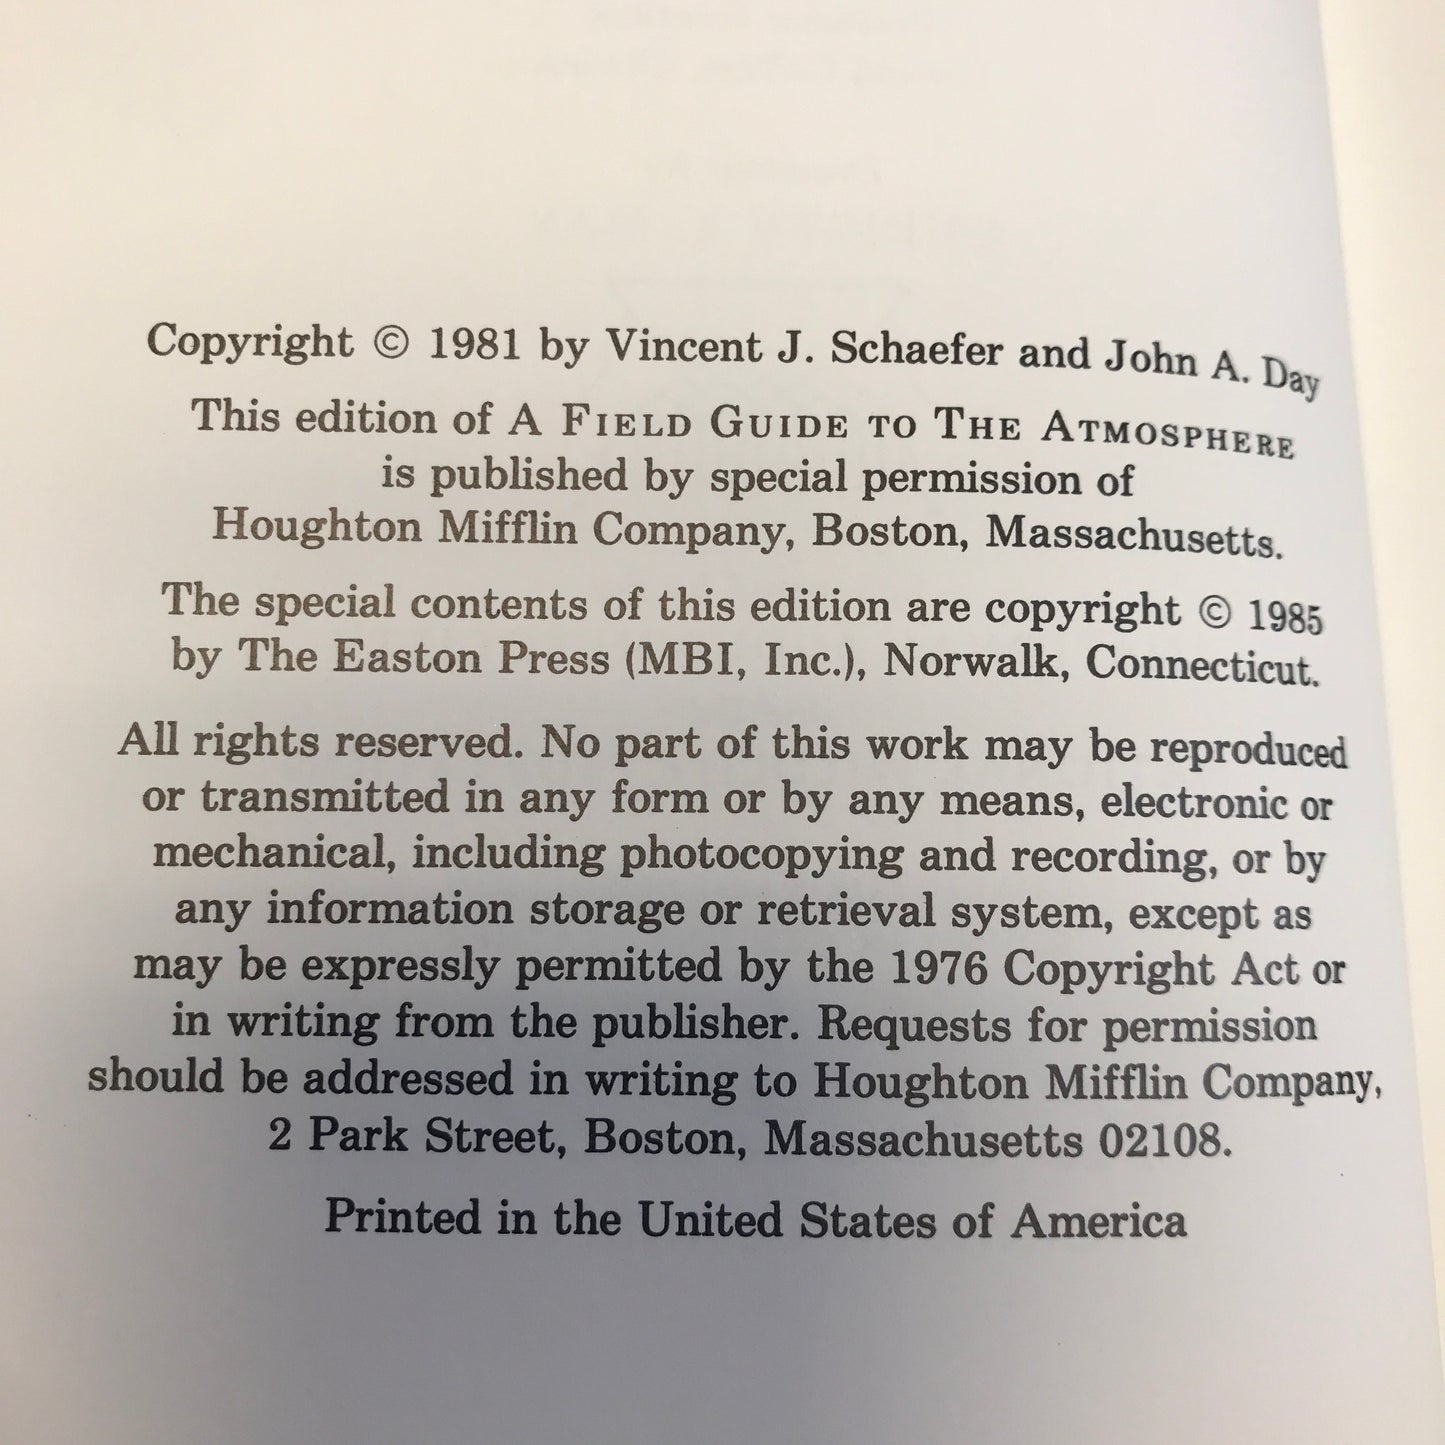 Copyright © 1981 by Vincent J. Schaefer and John A. Day
This edition of A FIELD GUIDE TO THE ATMOSPHERE
is published by special permission of
Houghton Mifflin Company, Boston, Massachusetts.
The special contents of this edition are copyright © 1985
by The Easton Press (MBI, Inc.), Norwalk, Connecticut.
All rights reserved. No part of this work may be reproduced
or transmitted in any form or by any means, electronic or
mechanical, including photocopying and recording, or by
any information storage or retrieval system, except as
may be expressly permitted by the 1976 Copyright Act or
in writing from the publisher. Requests for permission
should be addressed in writing to Houghton Mifflin Company,
2 Park Street, Boston, Massachusetts 02108.
Printed in the United States of America